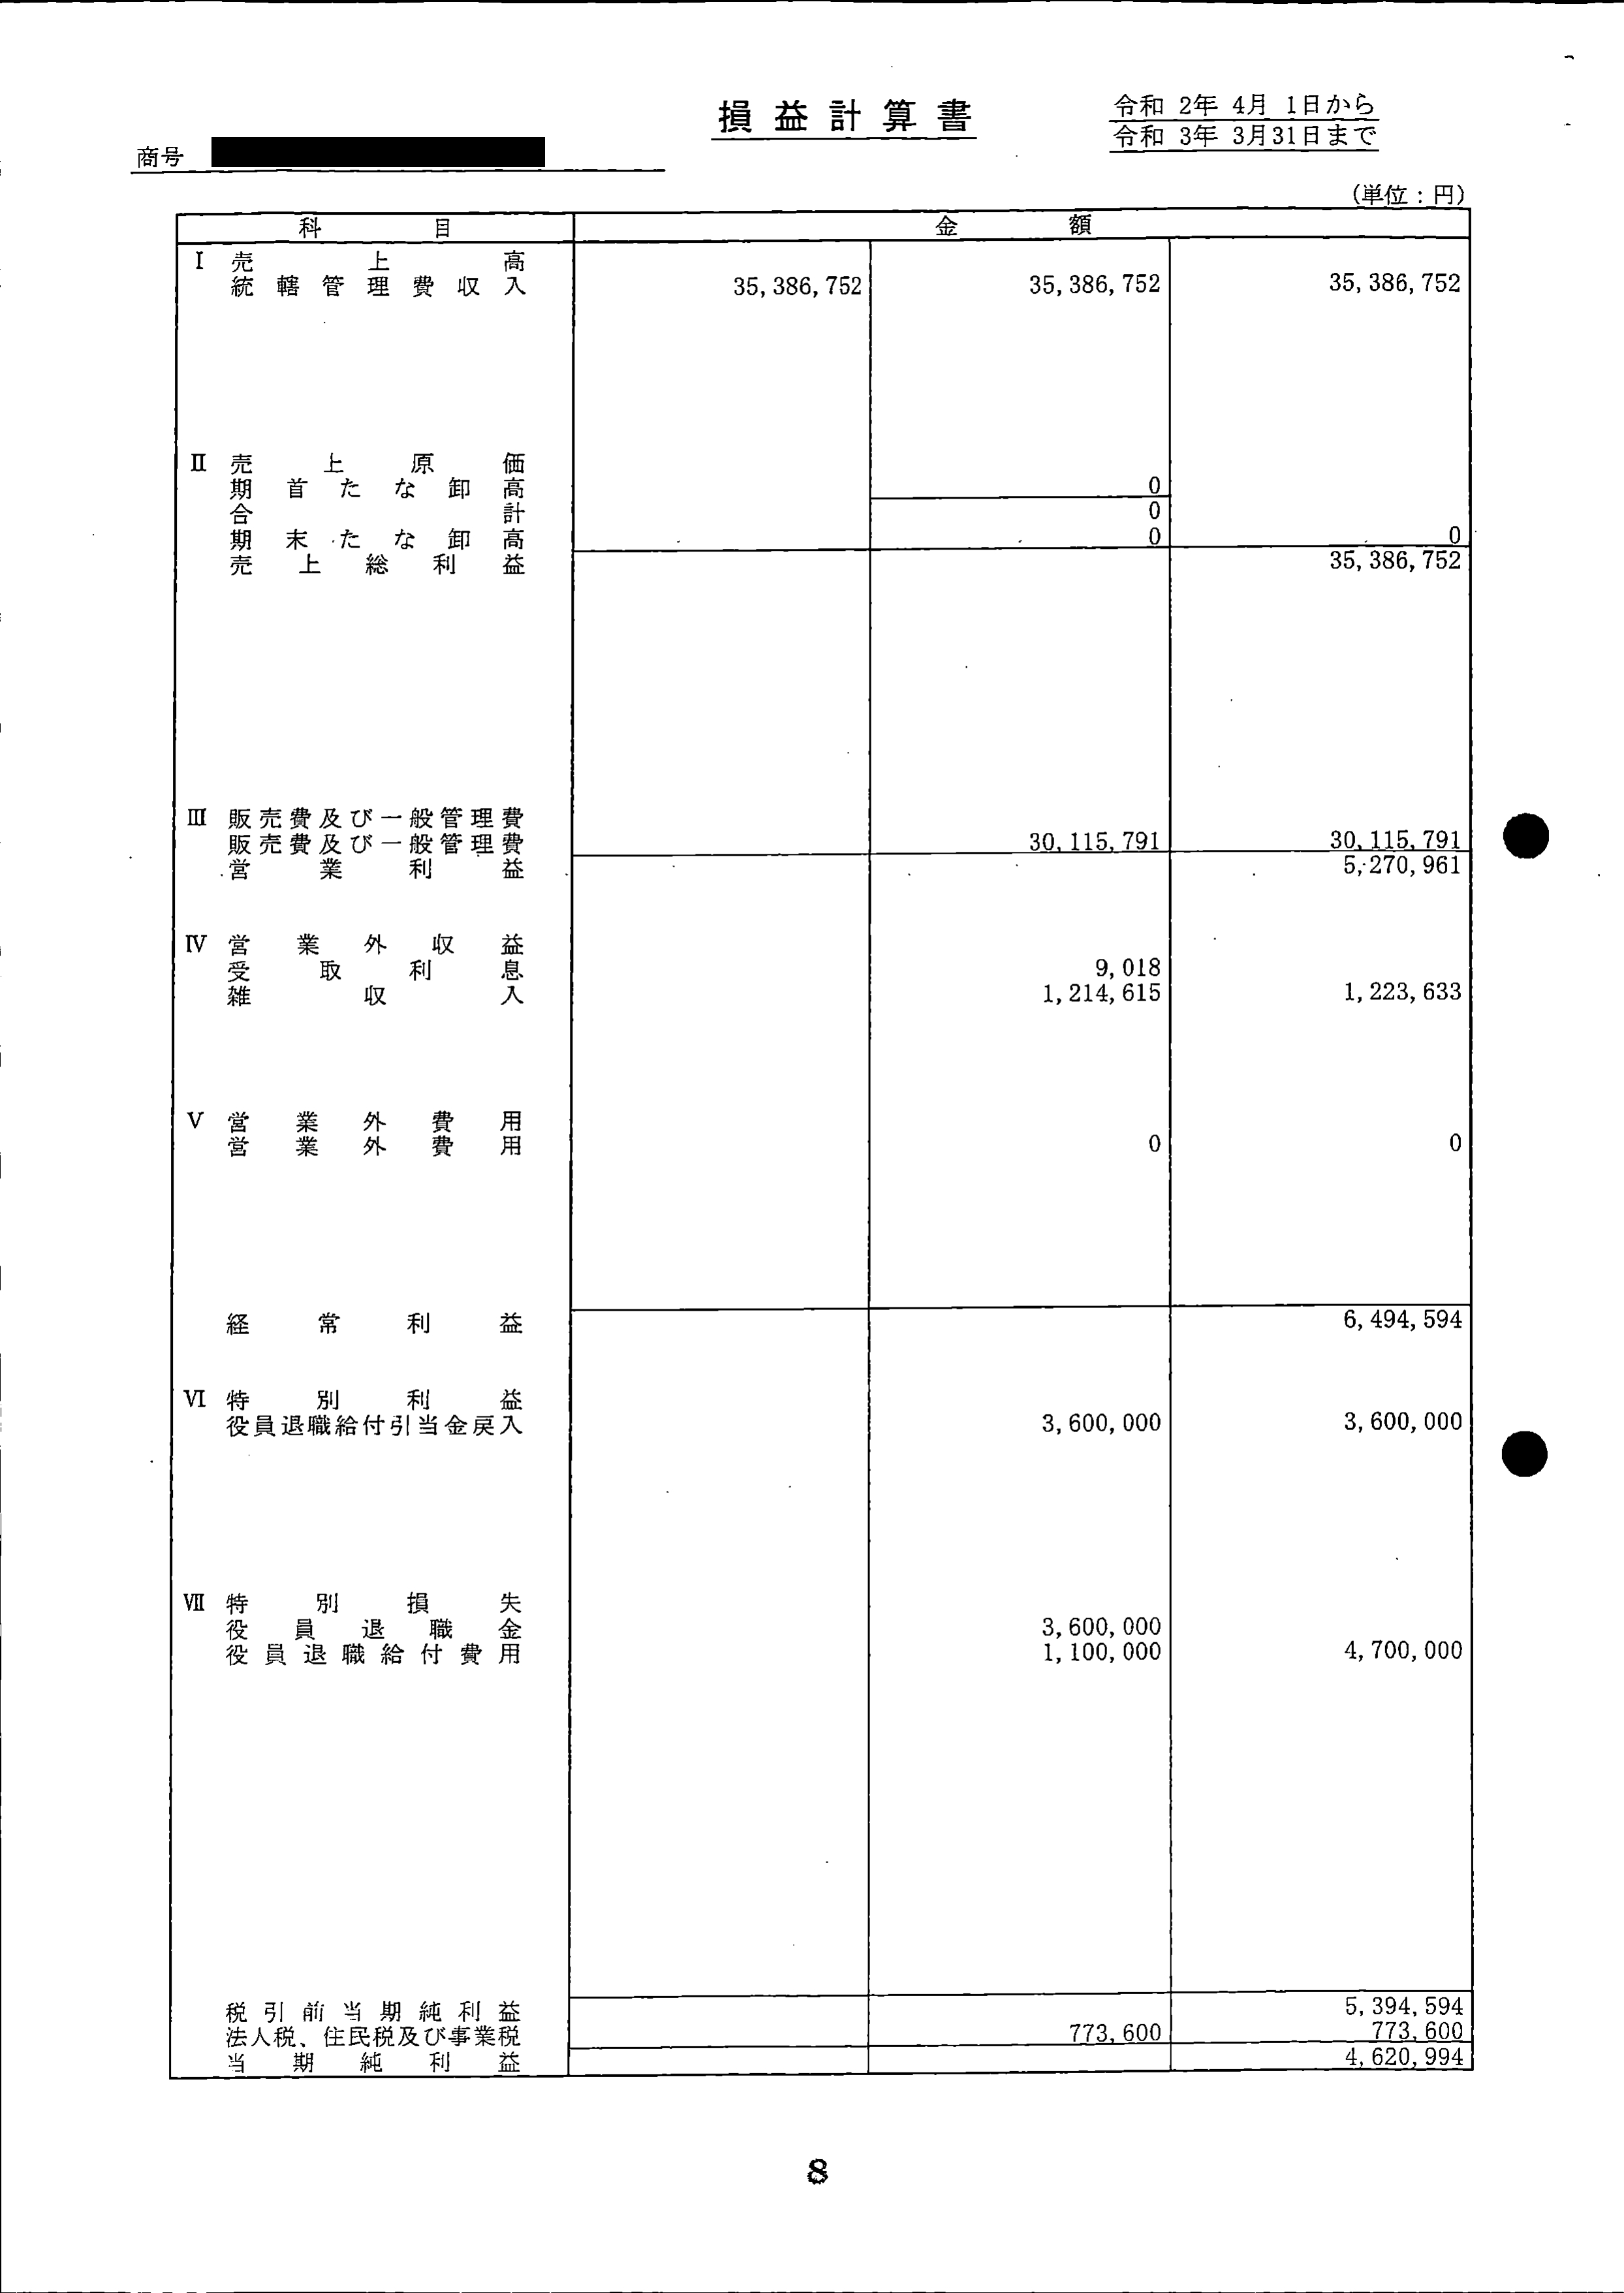 損益計算書
令和 2年 4月 1日から
令和 3年 3月31日まで
商号
(単位:円)
科目 金額
Ⅰ 売上高
統轄管理費収入 35,386,752 35,386,752 35,386,752
Ⅱ 売上原価
期首たな卸高 0
合計 0
期末たな卸高 0 0
売上総利益 35,386,752
Ⅲ 販売費及び一般管理費
販売費及び一般管理費 30,115,791 30,115,791
営業利益 5,270,961
Ⅳ 営業外収益
受取利息 9,018
雑収入 1,214,615 1,223,633
Ⅴ 営業外費用
営業外費用 0 0
経常利益 6,494,594
Ⅵ 特別利益
役員退職給付引当金戻入 3,600,000 3,600,000
Ⅶ 特別損失
役員退職金 3,600,000
役員退職給付費用 1,100,000 4,700,000
税引前当期純利益 5,394,594
法人税、住民税及び事業税 773,600 773,600
当期純利益 4,620,994
8